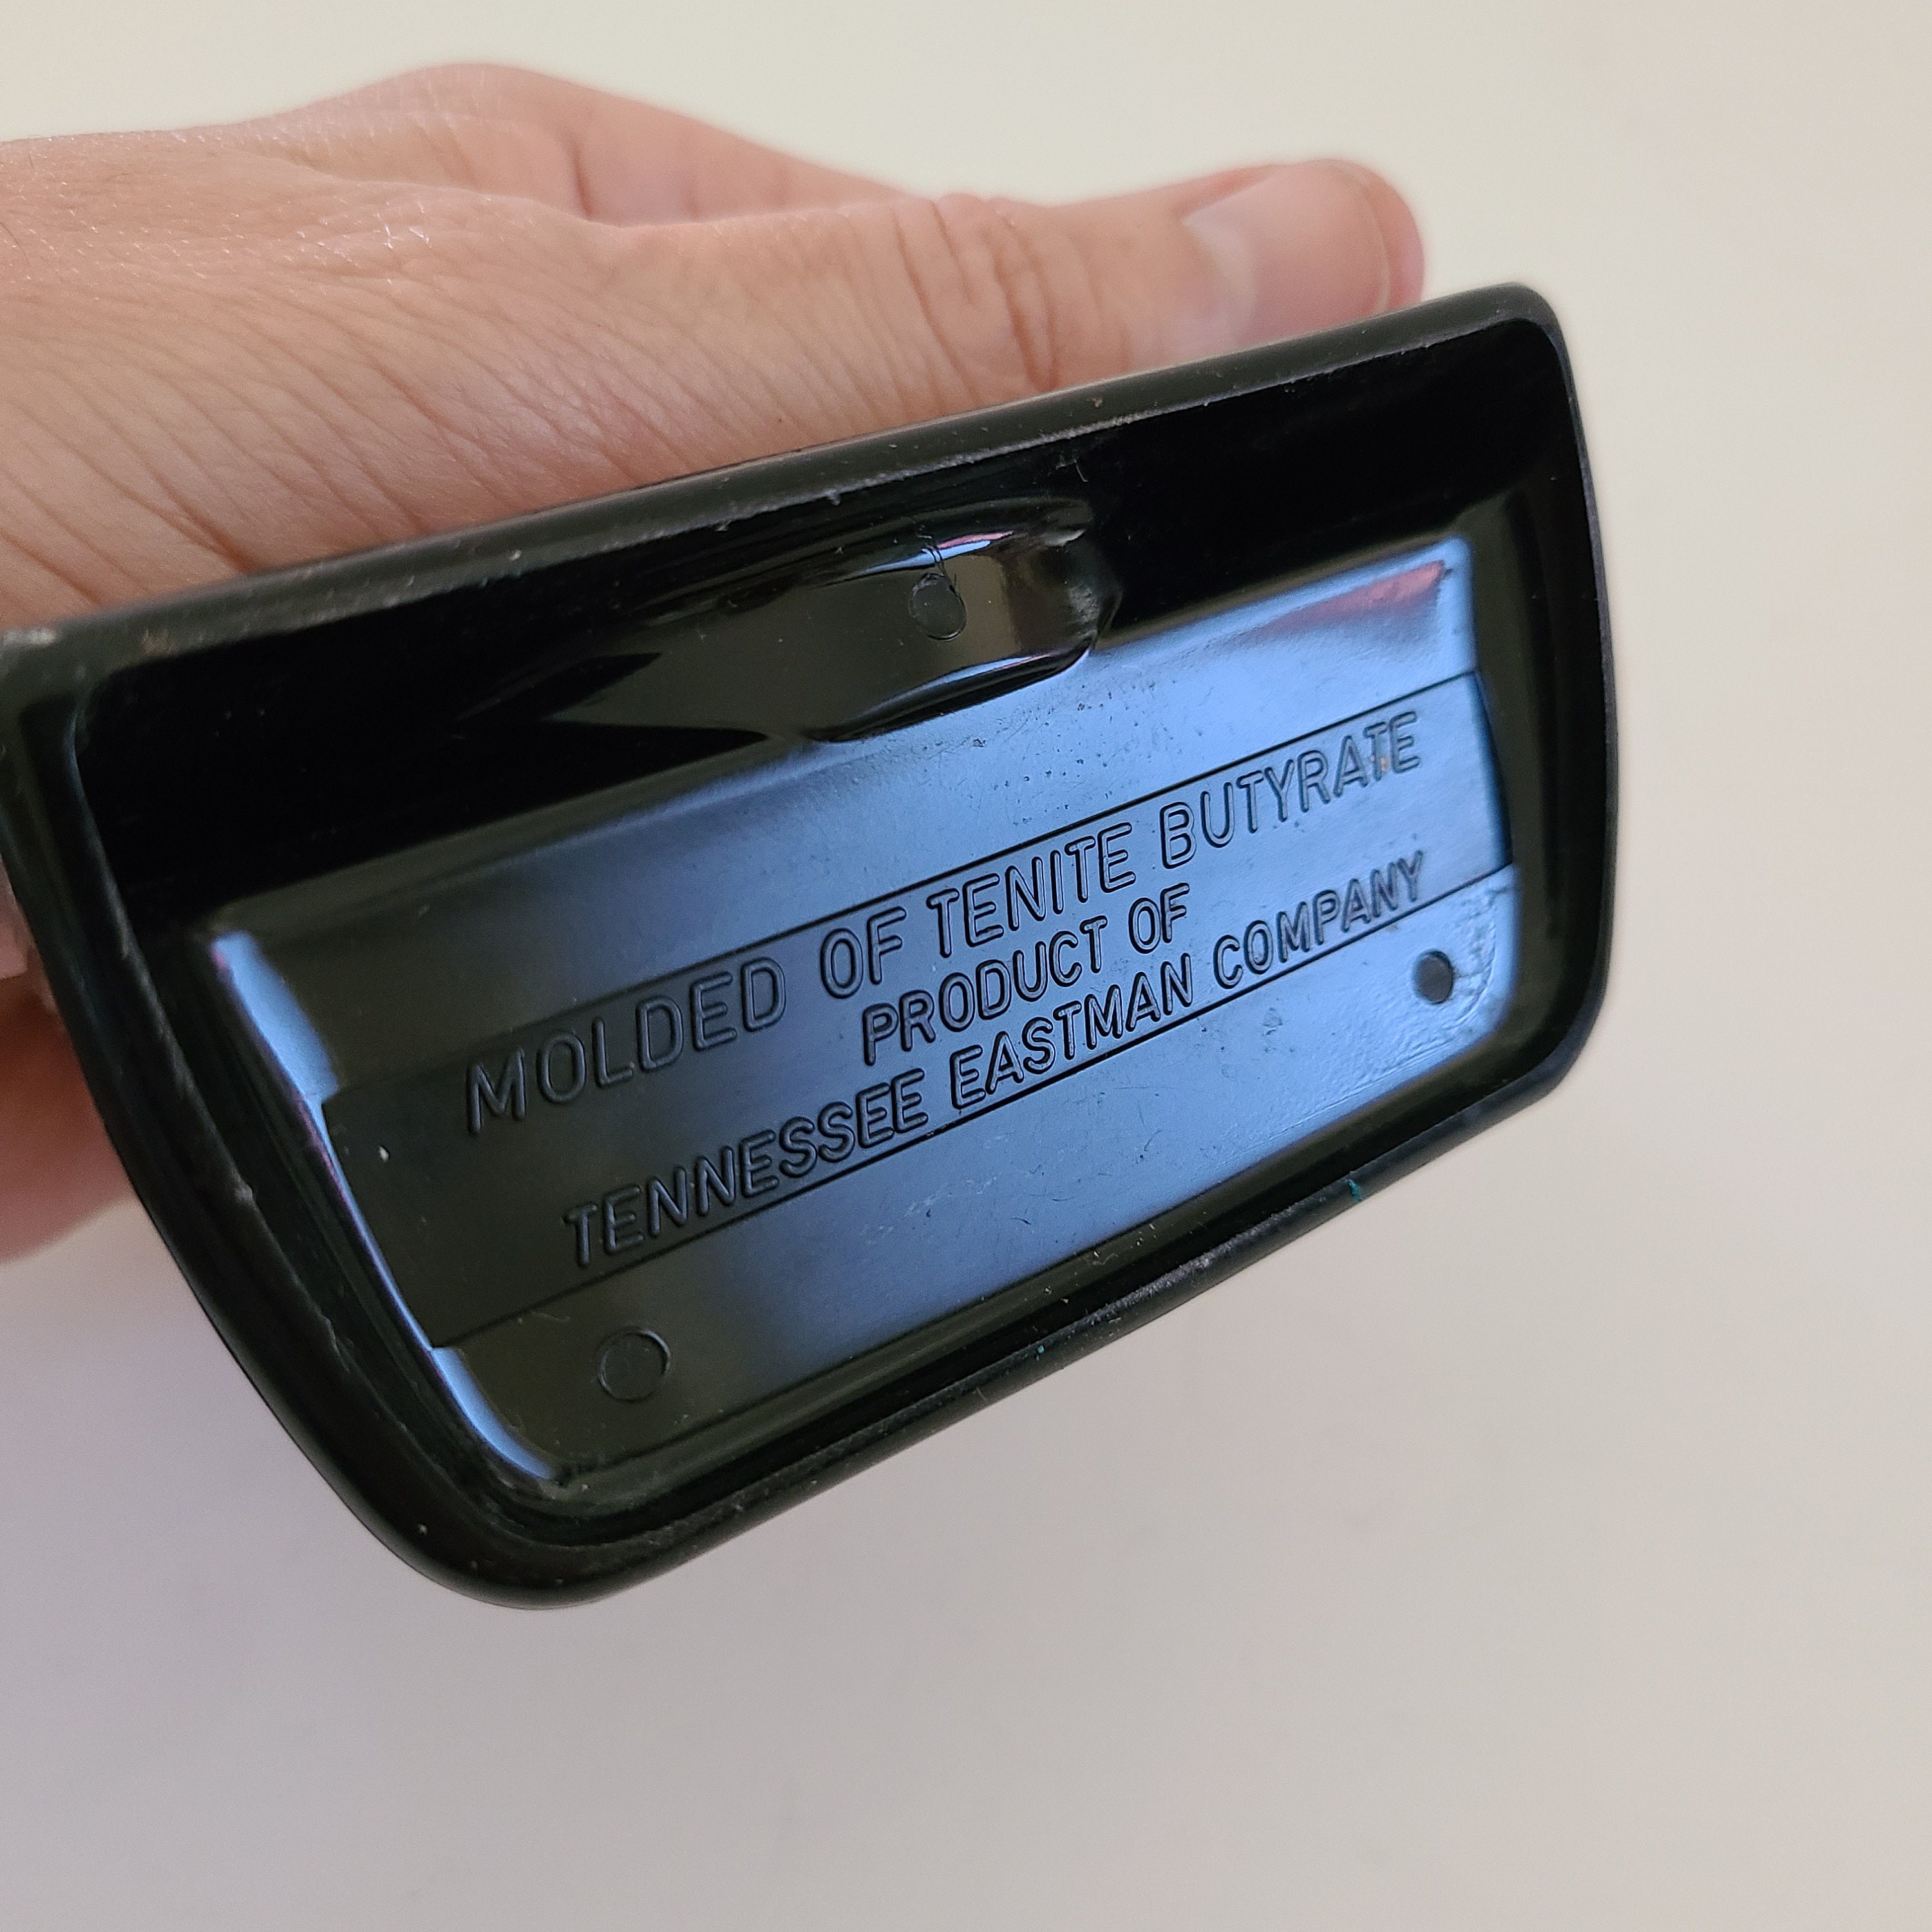 MOLDED OF TENITE BUTYRATE
PRODUCT OF
TENNESSEE EASTMAN COMPANY